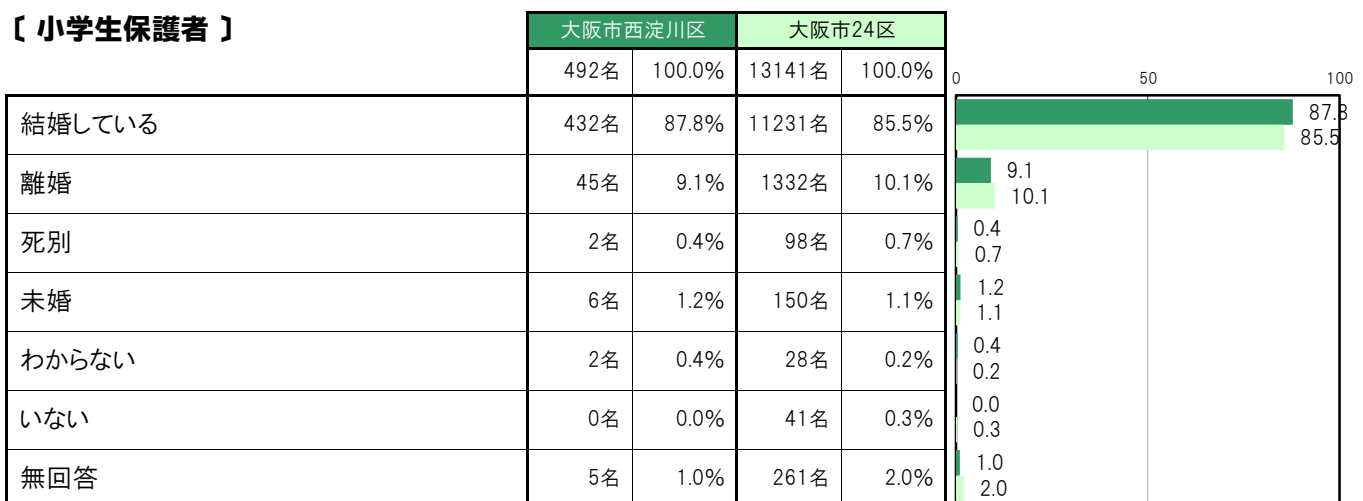 〔 小学生保護者 〕
大阪市西淀川区 大阪市24区
492名 100.0% 13141名 100.0% 0 50 100
結婚している 432名 87.8% 11231名 85.5% 87.8
85.5
離婚 45名 9.1% 1332名 10.1% 9.1
10.1
死別 2名 0.4% 98名 0.7% 0.4
0.7
未婚 6名 1.2% 150名 1.1% 1.2
1.1
わからない 2名 0.4% 28名 0.2% 0.4
0.2
いない 0名 0.0% 41名 0.3% 0.0
0.3
無回答 5名 1.0% 261名 2.0% 1.0
2.0